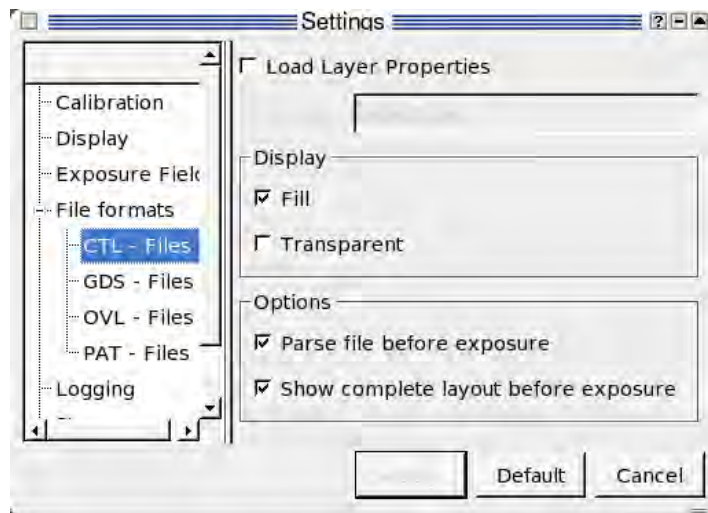 Settings
Calibration
Display
Exposure Field
File formats
CTL - Files
GDS - Files
OVL - Files
PAT - Files
Logging
Load Layer Properties
Display
Fill
Transparent
Options
Parse file before exposure
Show complete layout before exposure
Default
Cancel